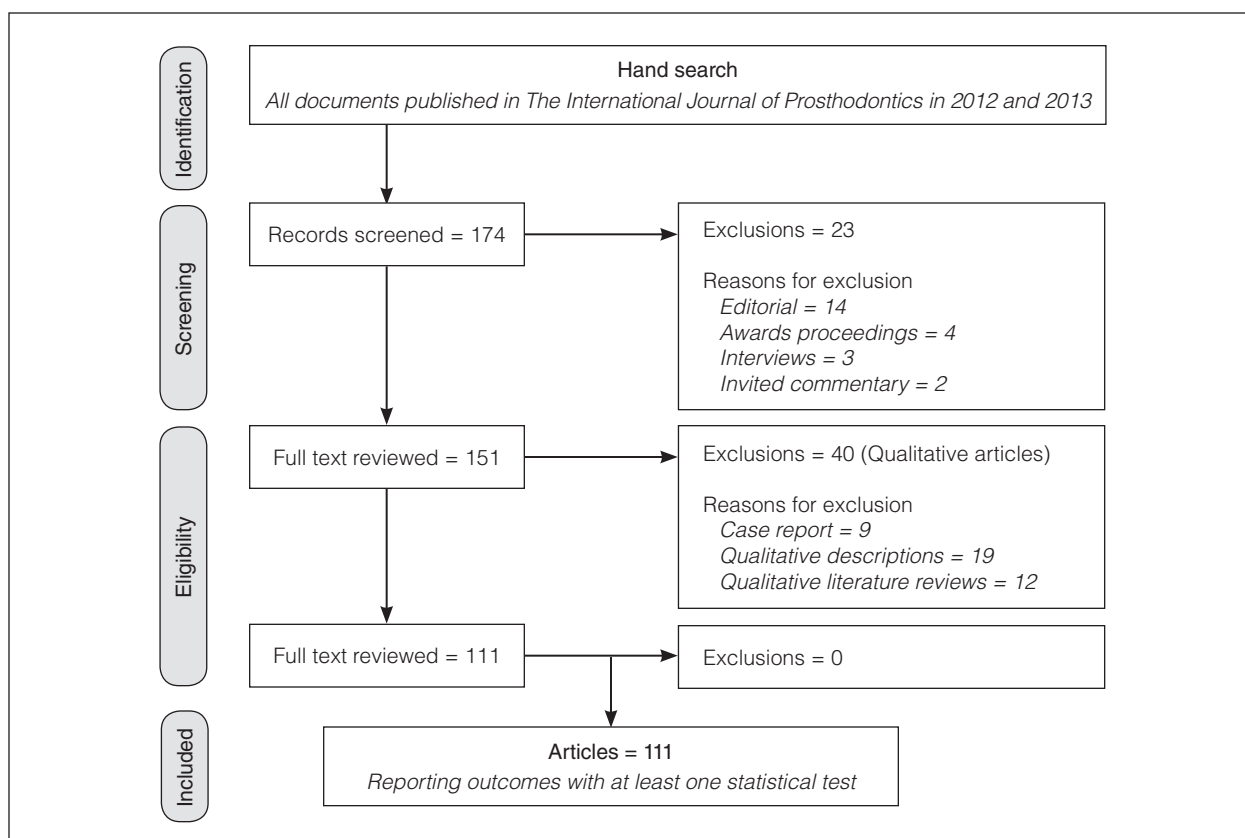 Identification
Hand search
All documents published in The International Journal of Prosthodontics in 2012 and 2013
Screening
Records screened = 174
Exclusions = 23
Reasons for exclusion
Editorial = 14
Awards proceedings = 4
Interviews = 3
Invited commentary = 2
Eligibility
Full text reviewed = 151
Exclusions = 40 (Qualitative articles)
Reasons for exclusion
Case report = 9
Qualitative descriptions = 19
Qualitative literature reviews = 12
Full text reviewed = 111
Exclusions = 0
Included
Articles = 111
Reporting outcomes with at least one statistical test